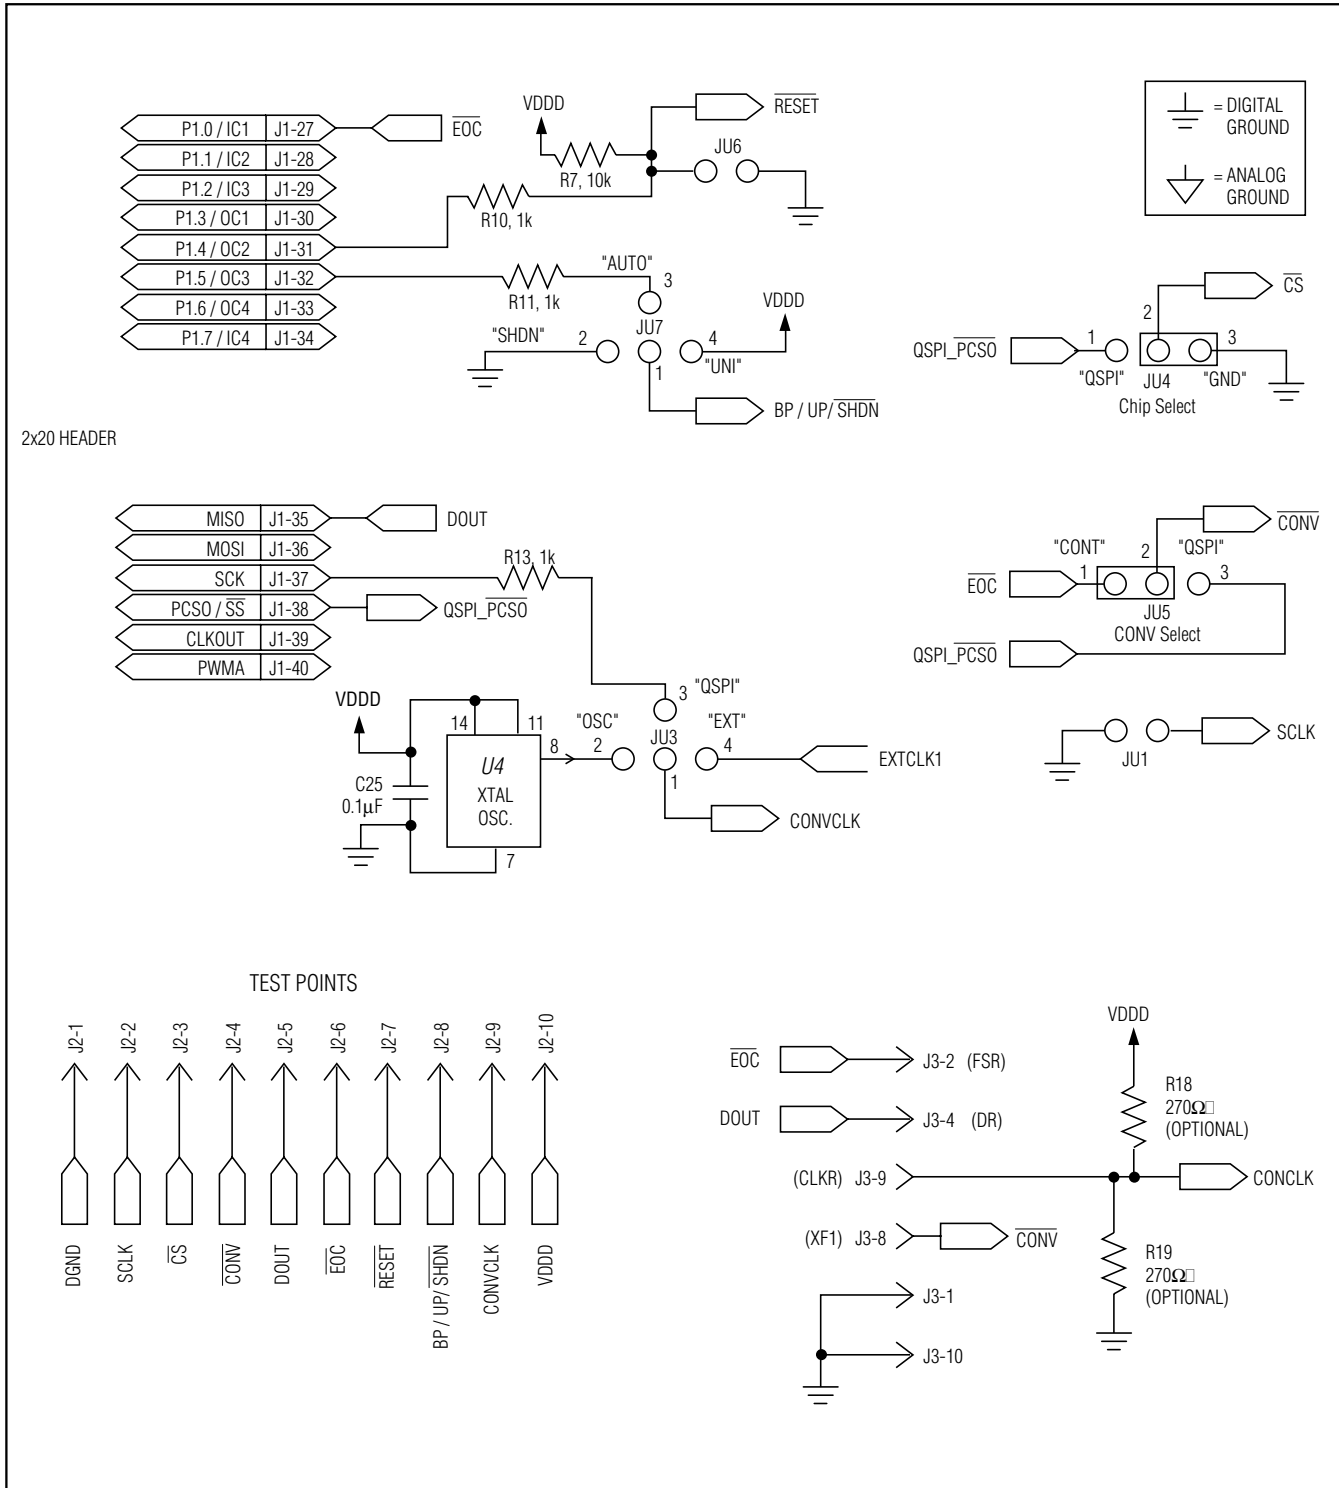 P1.0 / IC1 J1-27
P1.1 / IC2 J1-28
P1.2 / IC3 J1-29
P1.3 / OC1 J1-30
P1.4 / OC2 J1-31
P1.5 / OC3 J1-32
P1.6 / OC4 J1-33
P1.7 / IC4 J1-34
EOC
VDDD
R7, 10k
R10, 1k
RESET
JU6
= DIGITAL
GROUND
= ANALOG
GROUND
R11, 1k
"AUTO"
3
JU7
"SHDN"
2
4
"UNI"
VDDD
1
BP / UP/ SHDN
CS
2
QSPI_PCSO
1
3
"QSPI"
JU4
"GND"
Chip Select
2x20 HEADER
MISO J1-35
MOSI J1-36
SCK J1-37
PCSO / SS J1-38
CLKOUT J1-39
PWMA J1-40
DOUT
R13, 1k
QSPI_PCSO
CONV
"CONT"
2
"QSPI"
EOC
1
3
JU5
CONV Select
QSPI_PCSO
VDDD
14
11
8
U4
XTAL
OSC.
7
C25
0.1µF
3
"QSPI"
"OSC"
2
JU3
"EXT"
4
1
EXTCLK1
CONVCLK
JU1
SCLK
TEST POINTS
J2-1
J2-2
J2-3
J2-4
J2-5
J2-6
J2-7
J2-8
J2-9
J2-10
DGND
SCLK
CS
CONV
DOUT
EOC
RESET
BP / UP/ SHDN
CONVCLK
VDDD
EOC
J3-2 (FSR)
DOUT
J3-4 (DR)
(CLKR) J3-9
(XF1) J3-8
CONV
J3-1
J3-10
VDDD
R18
270Ω□
(OPTIONAL)
CONCLK
R19
270Ω□
(OPTIONAL)